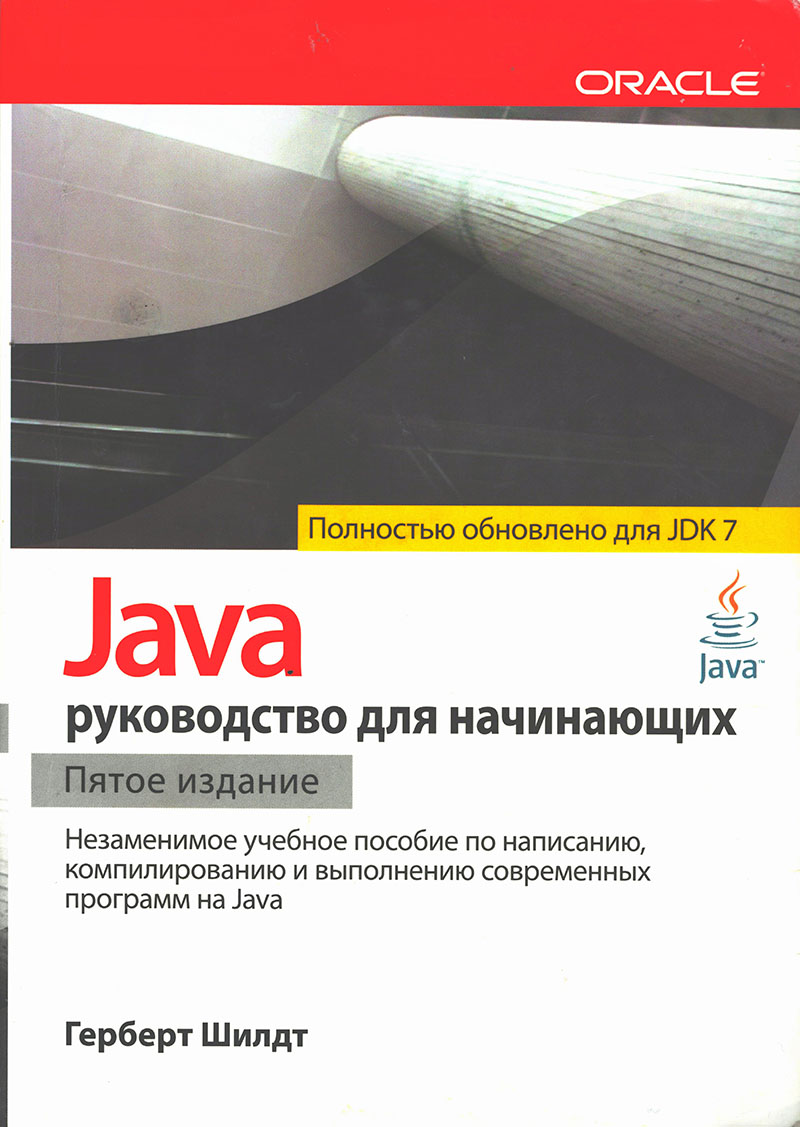 ORACLE
Полностью обновлено для JDK 7
Java
Java™
руководство для начинающих
Пятое издание
Незаменимое учебное пособие по написанию,
компилированию и выполнению современных
программ на Java
Герберт Шилдт